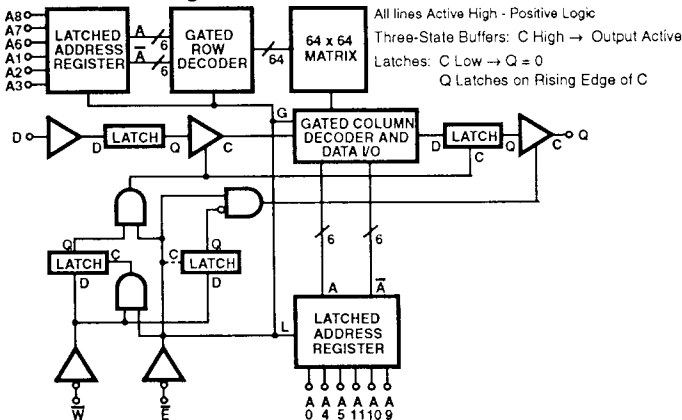 A8
A7
A6
A1
A2
A3
LATCHED
ADDRESS
REGISTER
A
6
A̅
6
GATED
ROW
DECODER
64
64 x 64
MATRIX
All lines Active High - Positive Logic
Three-State Buffers: C High → Output Active
Latches: C Low → Q = 0
Q Latches on Rising Edge of C
G
D
D
LATCH
Q
C
GATED COLUMN
DECODER AND
DATA I/O
D
LATCH
C
Q
C
Q
Q
LATCH
C
D
C
Q
LATCH
D
6
6
A
A̅
L
LATCHED
ADDRESS
REGISTER
W̅
E̅
A A A A A A
0 4 5 11 10 9